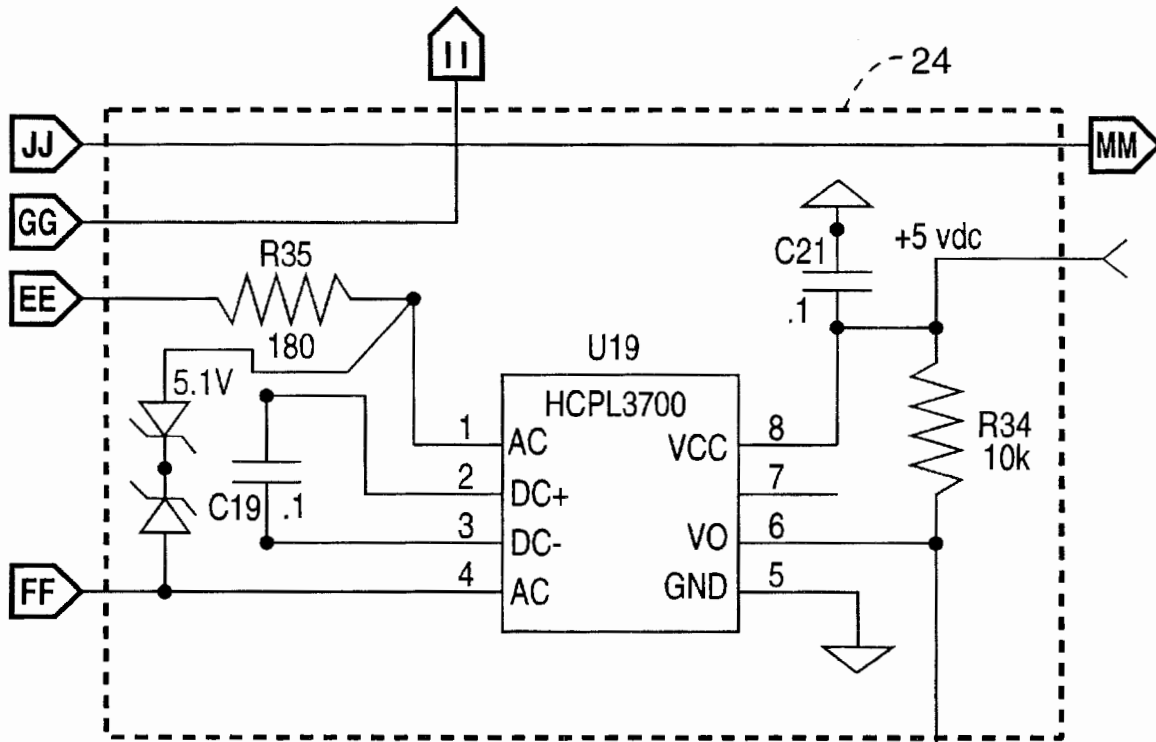 II
24
JJ
MM
GG
+5 vdc
C21
.1
R35
180
EE
U19
5.1V
HCPL3700
1 AC
VCC 8
R34
10k
2 DC+
7
C19 .1
3 DC-
VO 6
4 AC
GND 5
FF